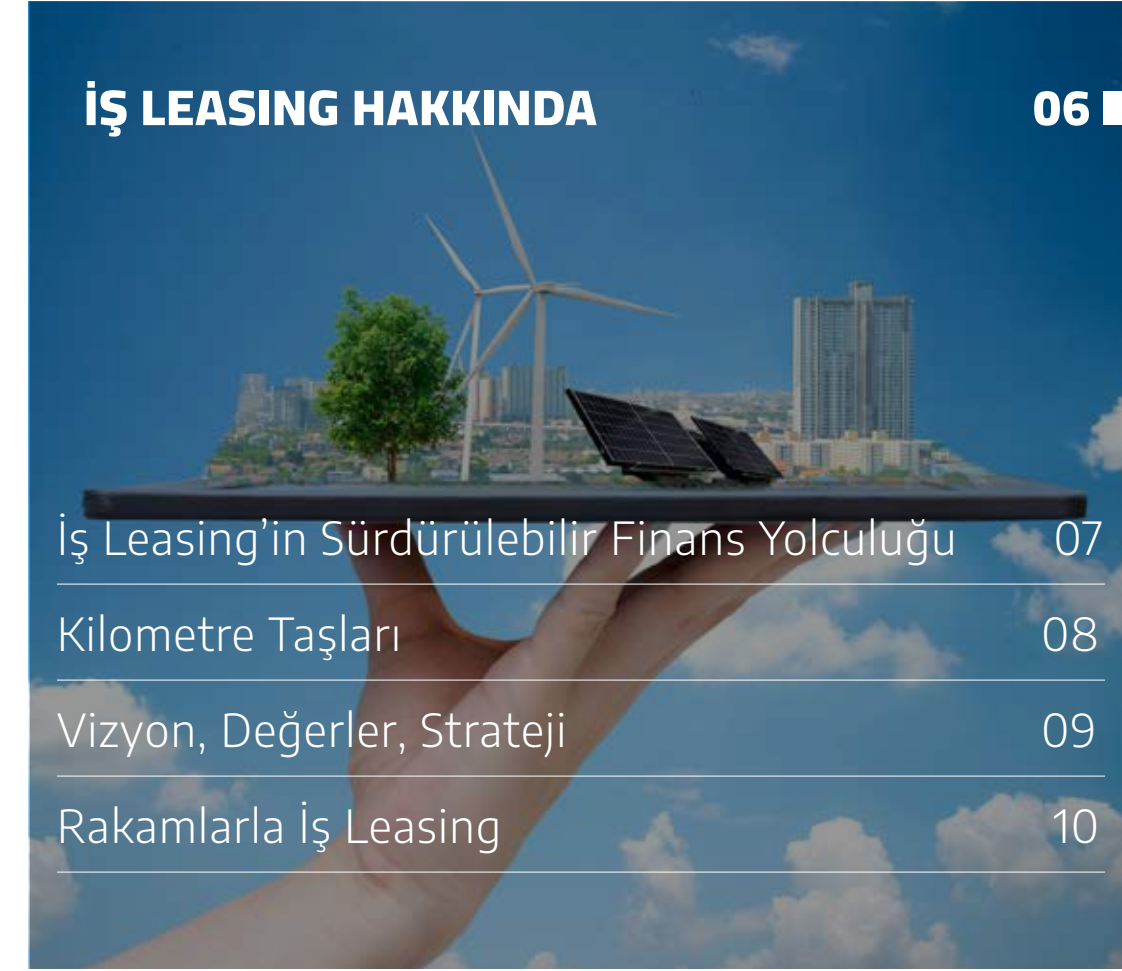 İŞ LEASING HAKKINDA 06
İş Leasing’in Sürdürülebilir Finans Yolculuğu 07
Kilometre Taşları 08
Vizyon, Değerler, Strateji 09
Rakamlarla İş Leasing 10